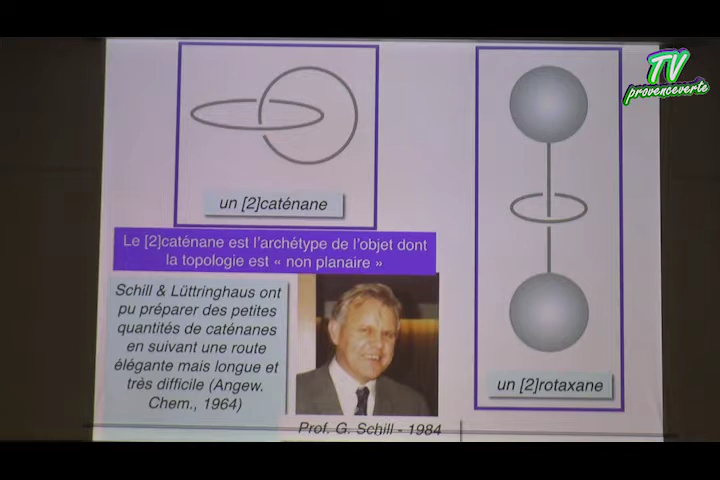 TV
provenceverte
un [2]caténane
Le [2]caténane est l'archétype de l'objet dont
la topologie est « non planaire »
Schill & Lüttringhaus ont
pu préparer des petites
quantités de caténanes
en suivant une route
élégante mais longue et
très difficile (Angew.
Chem., 1964)
Prof. G. Schill - 1984
un [2]rotaxane